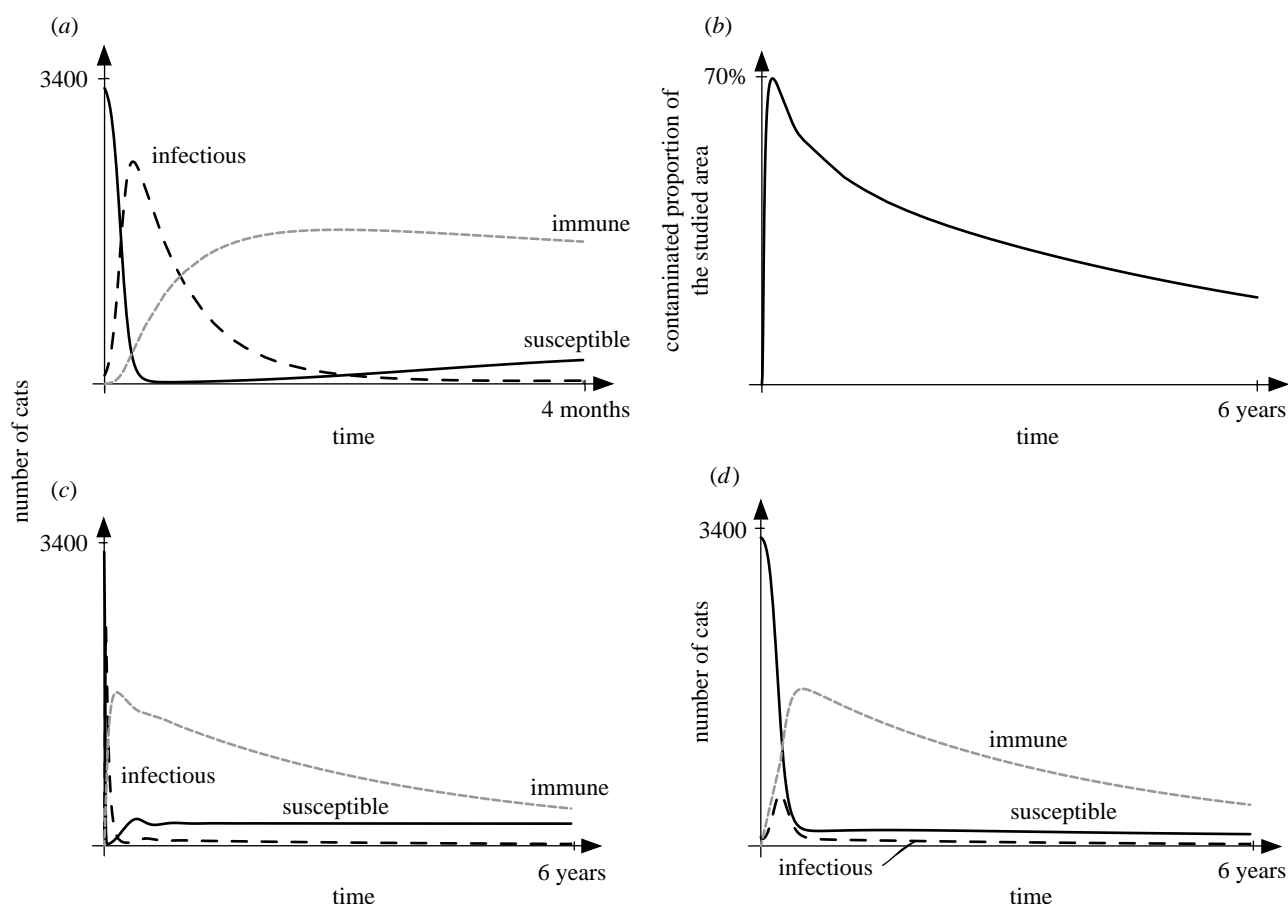 (a)
3400
infectious
immune
susceptible
4 months
time
number of cats
(b)
70%
contaminated proportion of
the studied area
6 years
time
(c)
3400
infectious
immune
susceptible
6 years
time
(d)
3400
number of cats
immune
susceptible
infectious
6 years
time